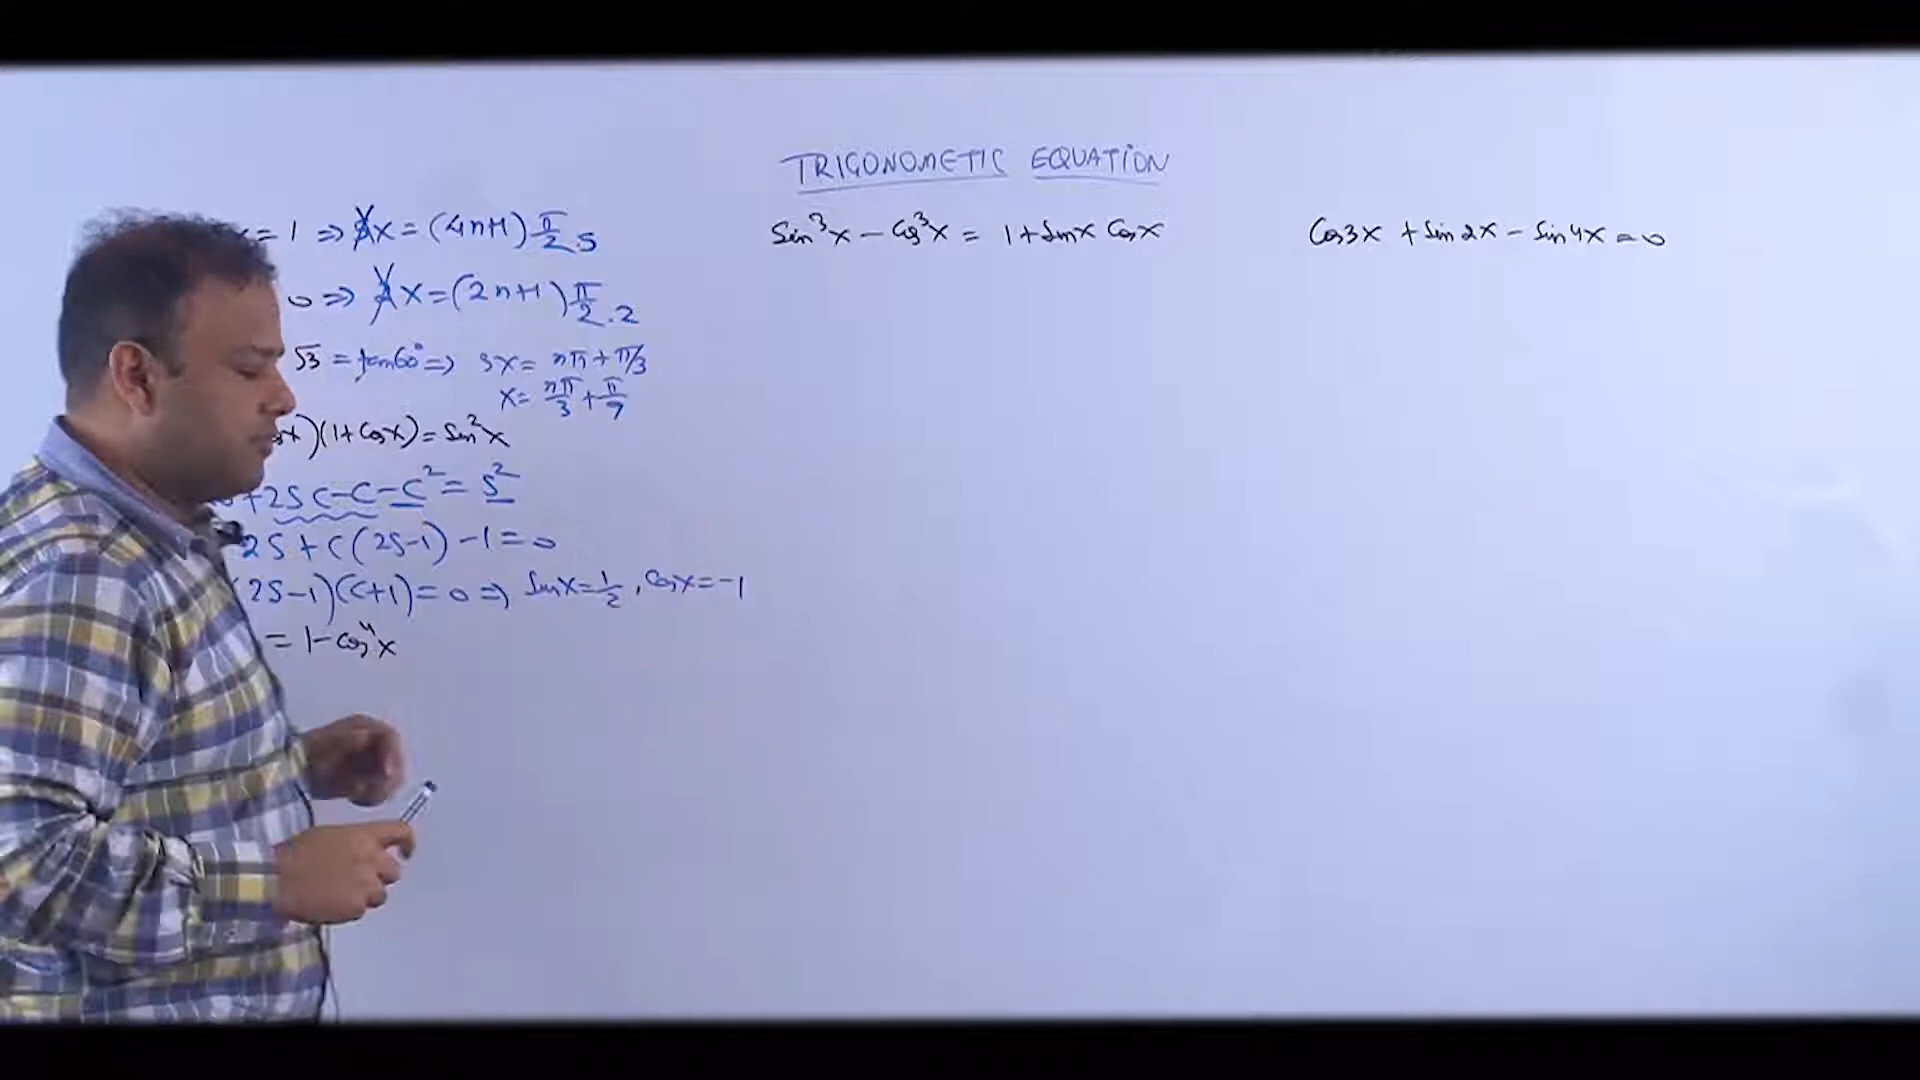 TRIGONOMETIC EQUATION
x = 1 ⇒ x = (4n+1) π/2 . 5
0 ⇒ x = (2n+1) π/2 . 2
√3 = tan60° ⇒ 3x = nπ + π/3
x = nπ/3 + π/9
x)(1+Cosx) = Sin²x
+2SC-C-C² = S²
2S+C(2S-1)-1=0
(2S-1)(C+1)=0 ⇒ Sinx=1/2, Cosx=-1
= 1-cos⁴x
Sin³x - Cos³x = 1+Sinx Cosx
Cos3x + Sin2x - Sin4x = 0